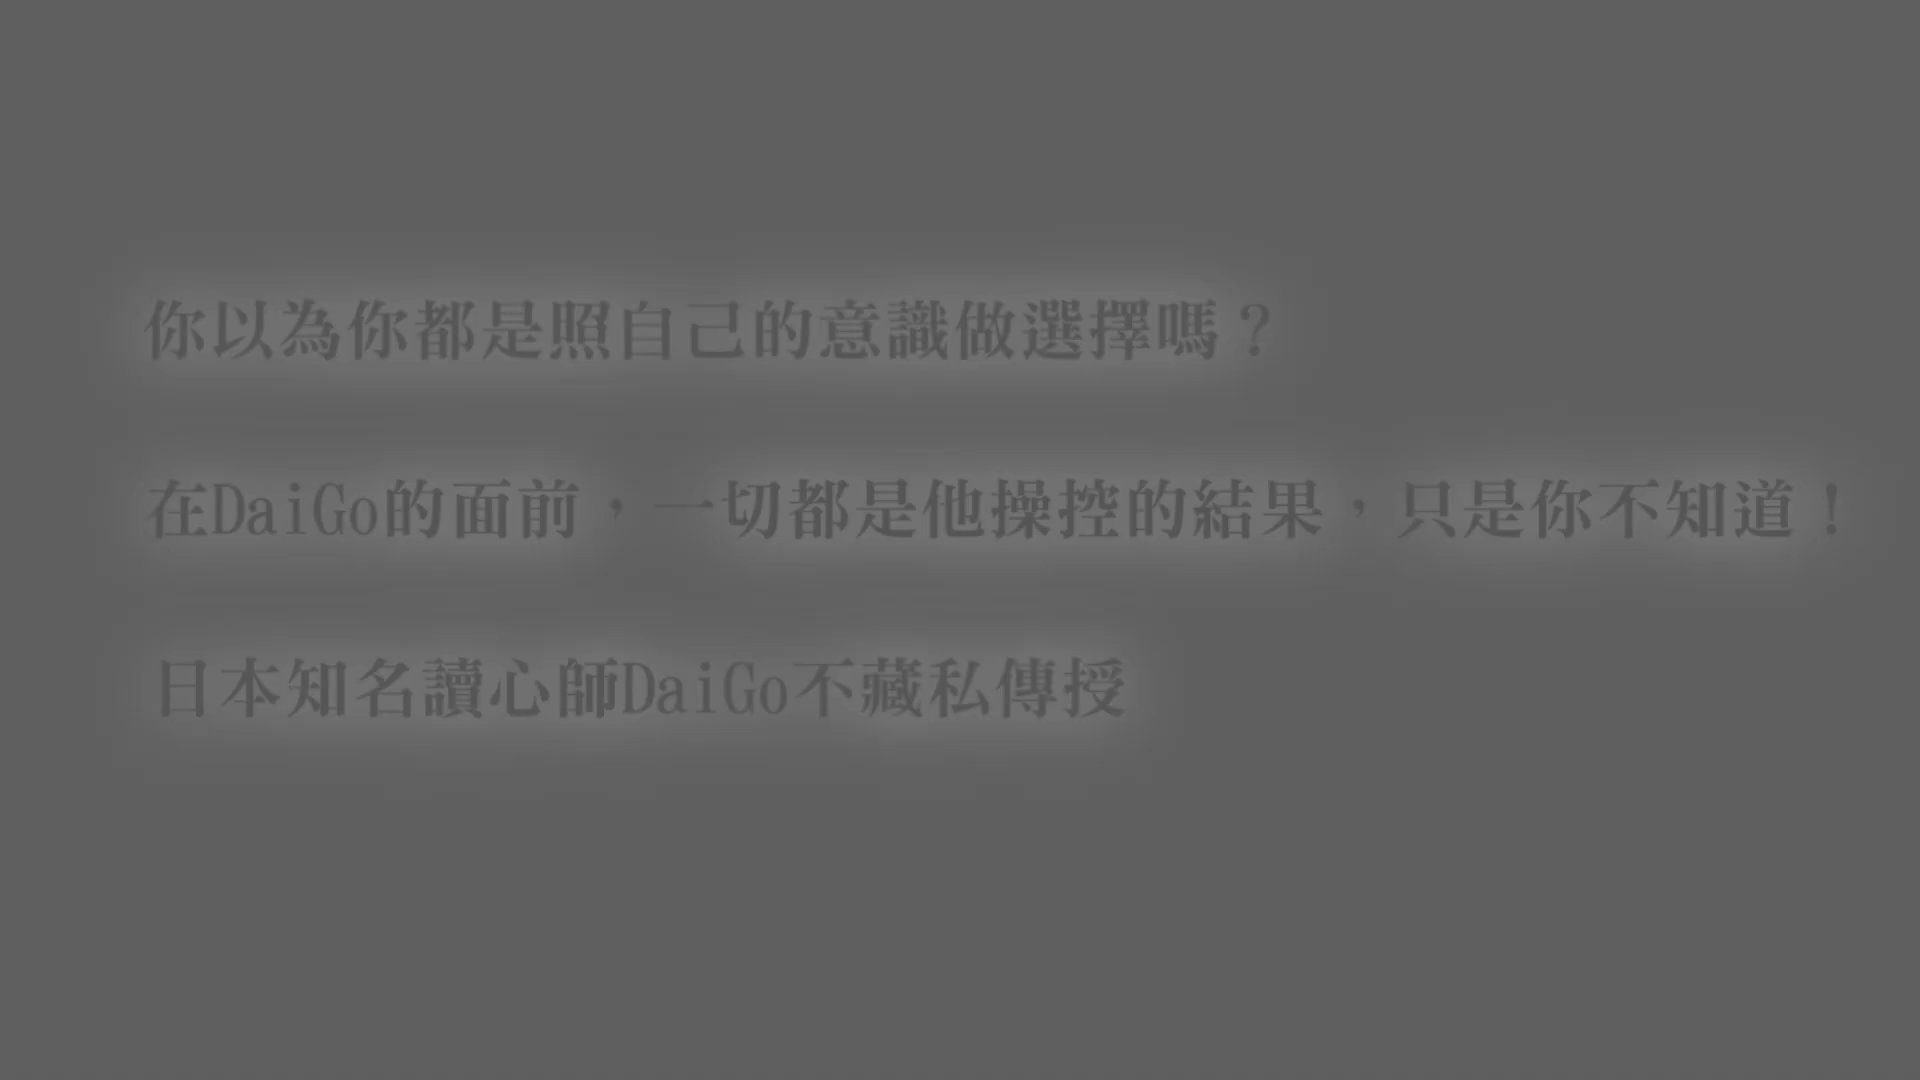 你以為你都是照自己的意識做選擇嗎？
在DaiGo的面前，一切都是他操控的結果，只是你不知道！
日本知名讀心師DaiGo不藏私傳授